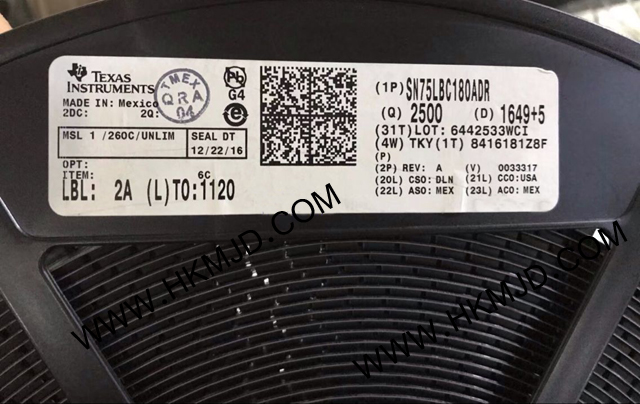 TEXAS
INSTRUMENTS
MADE IN: Mexico
2DC: 2Q:
TMEX
QRA
04
Pb
G4
e
MSL 1 /260C/UNLIM
SEAL DT
12/22/16
OPT:
ITEM: 6C
LBL: 2A (L)TO:1120
(1P) SN75LBC180ADR
(Q) 2500 (D) 1649+5
(31T)LOT: 6442533WCI
(4W) TKY(1T) 8416181Z8F
(P)
(2P) REV: A (V) 0033317
(20L) CSO: DLN (21L) CCO:USA
(22L) ASO: MEX (23L) ACO: MEX
WWW.HKMJD.COM
WWW.HKMJD.COM